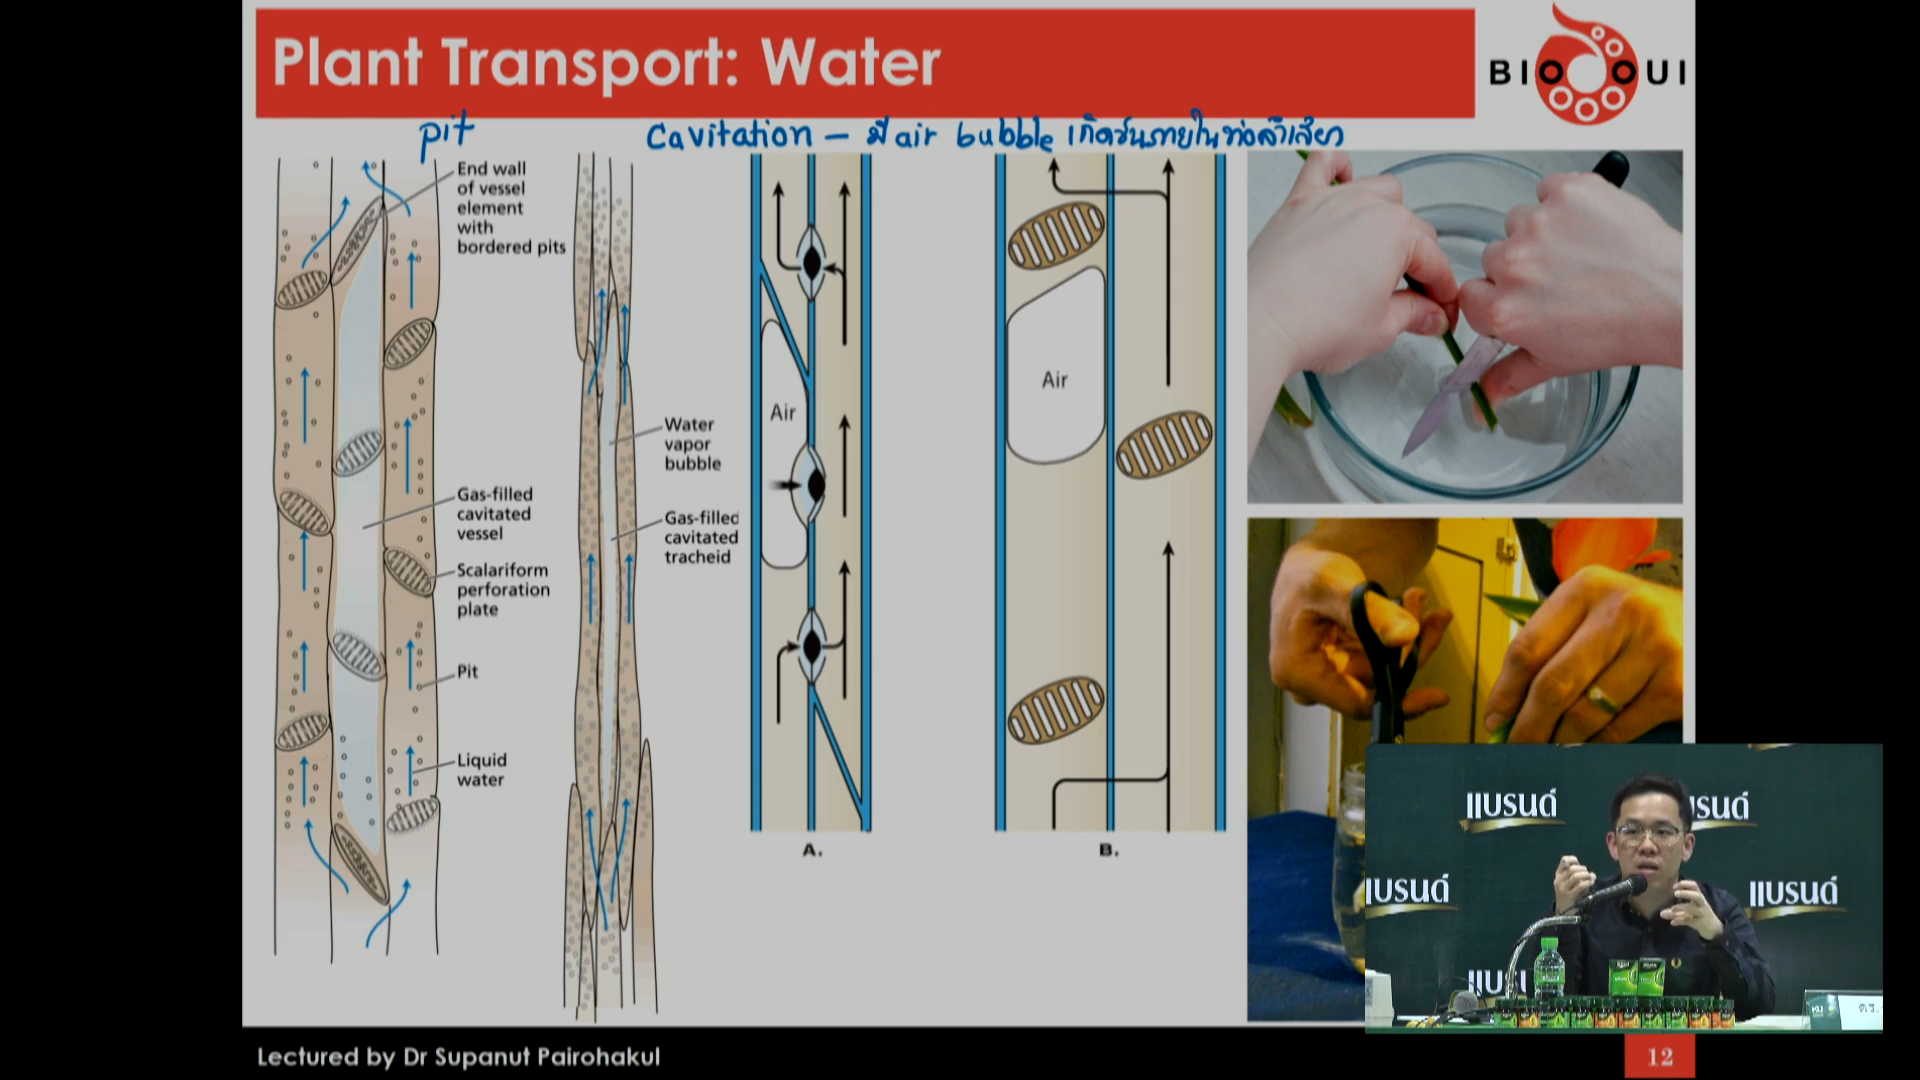 Plant Transport: Water
BIO OUI
pit
Cavitation – มี air bubble เกิดขึ้นภายในท่อลำเลียง
End wall
of vessel
element
with
bordered pits
Gas-filled
cavitated
vessel
Scalariform
perforation
plate
Pit
Liquid
water
Water
vapor
bubble
Gas-filled
cavitated
tracheid
Air
A.
Air
B.
แบรนด์
แบรนด์
แบรนด์
ดร.
KU
Lectured by Dr Supanut Pairohakul
12